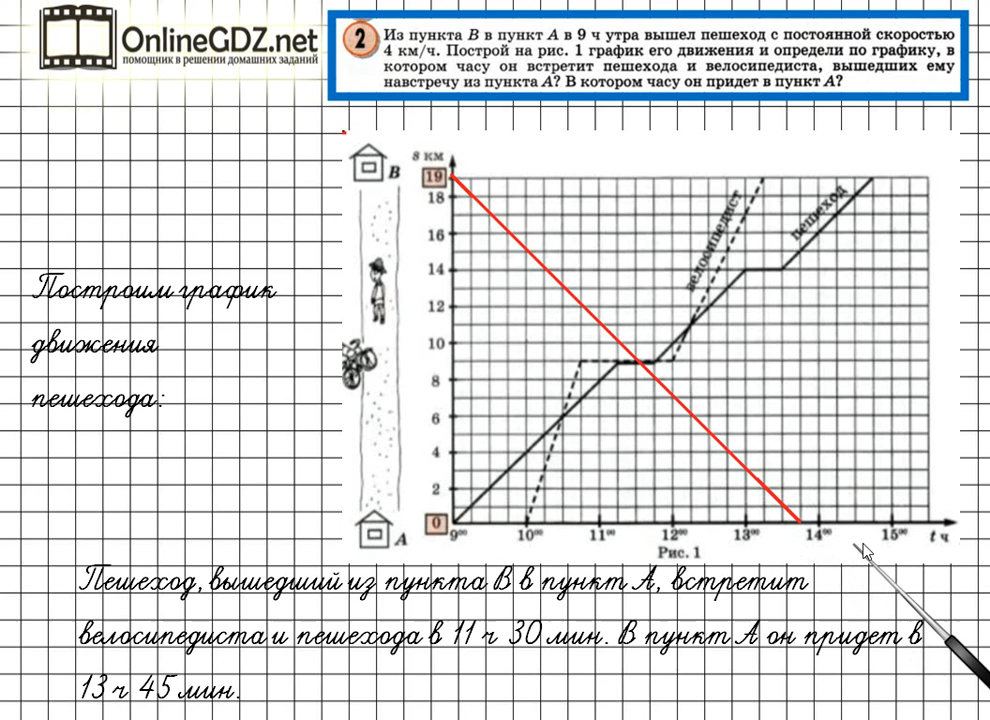 OnlineGDZ.net
помощник в решении домашних заданий
2 Из пункта B в пункт A в 9 ч утра вышел пешеход с постоянной скоростью
4 км/ч. Построй на рис. 1 график его движения и определи по графику, в
котором часу он встретит пешехода и велосипедиста, вышедших ему
навстречу из пункта A? В котором часу он придет в пункт A?
s км
B
19
18
16
14
12
10
8
6
4
2
0
велосипедист
пешеход
A
9⁰⁰ 10⁰⁰ 11⁰⁰ 12⁰⁰ 13⁰⁰ 14⁰⁰ 15⁰⁰ t ч
Рис. 1
Построим график
движения
пешехода:
Пешеход, вышедший из пункта В в пункт А, встретит
велосипедиста и пешехода в 11 ч 30 мин. В пункт А он придет в
13 ч 45 мин.